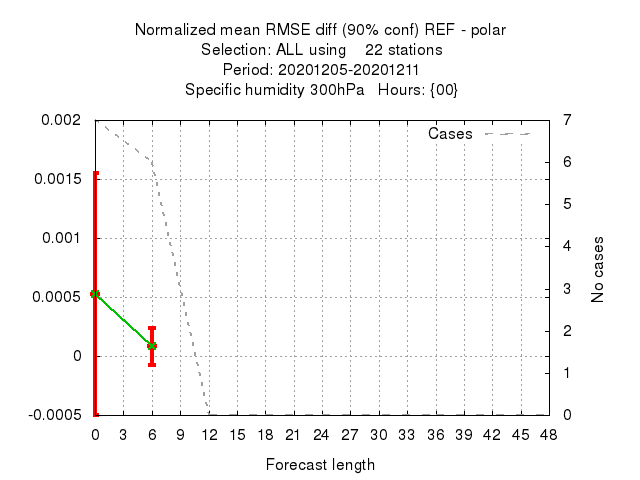 Normalized mean RMSE diff (90% conf) REF - polar
Selection: ALL using    22 stations
Period: 20201205-20201211
Specific humidity 300hPa   Hours: {00}
Cases
0.002
0.0015
0.001
0.0005
0
-0.0005
7
6
5
4
3
2
1
0
No cases
0 3 6 9 12 15 18 21 24 27 30 33 36 39 42 45 48
Forecast length